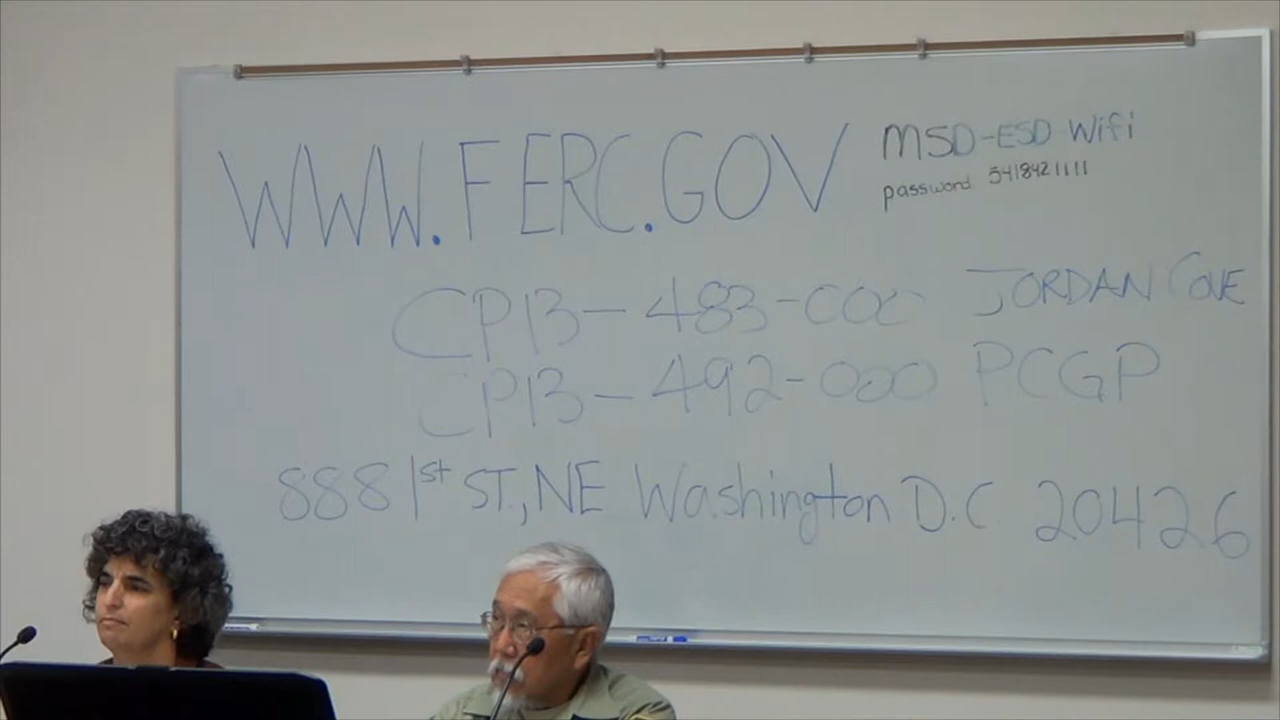 WWW.FERC.GOV
MSD-ESD Wifi
password 5418421111
CP13-483-000 JORDAN COVE
CP13-492-000 PCGP
888 1st ST., NE Washington D.C. 20426